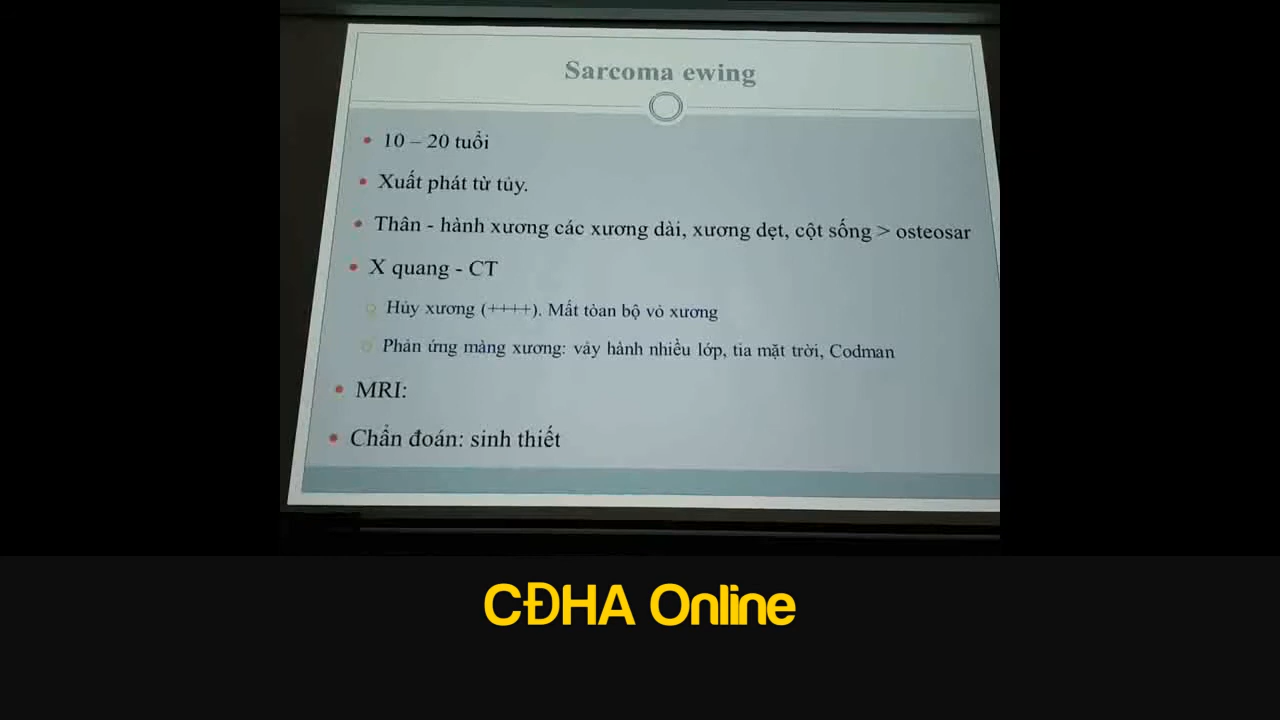 Sarcoma ewing
10 – 20 tuổi
Xuất phát từ tủy.
Thân - hành xương các xương dài, xương dẹt, cột sống > osteosar
X quang - CT
Hủy xương (++++). Mất tòan bộ vỏ xương
Phản ứng màng xương: vảy hành nhiều lớp, tia mặt trời, Codman
MRI:
Chẩn đoán: sinh thiết
CĐHA Online